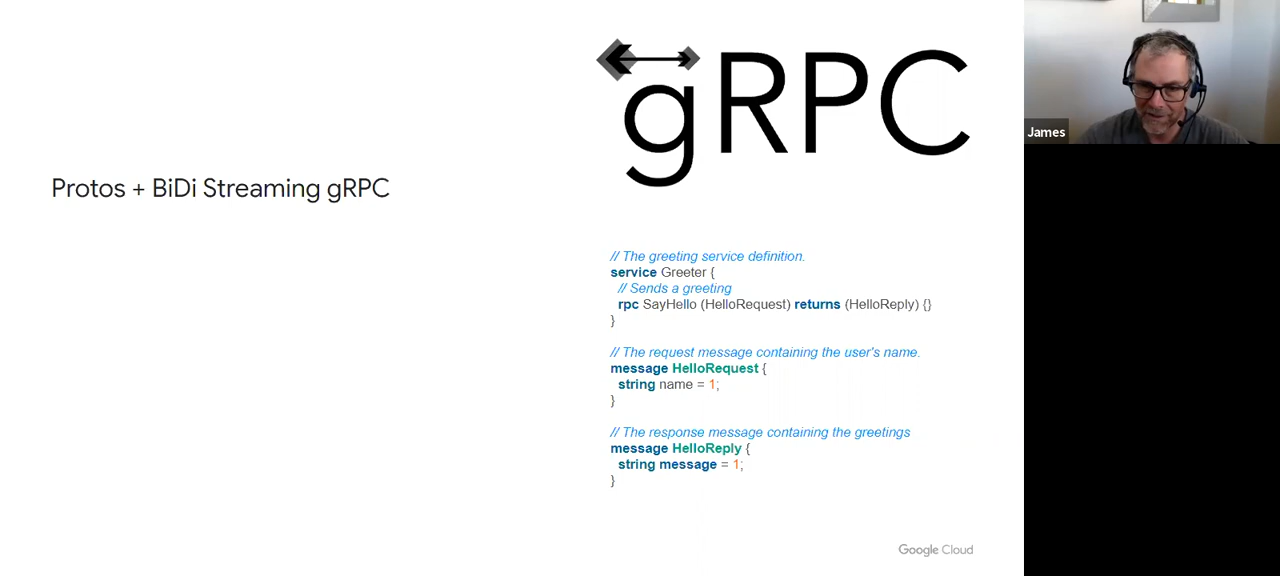 gRPC
Protos + BiDi Streaming gRPC
// The greeting service definition.
service Greeter {
// Sends a greeting
rpc SayHello (HelloRequest) returns (HelloReply) {}
}
// The request message containing the user's name.
message HelloRequest {
string name = 1;
}
// The response message containing the greetings
message HelloReply {
string message = 1;
}
Google Cloud
James